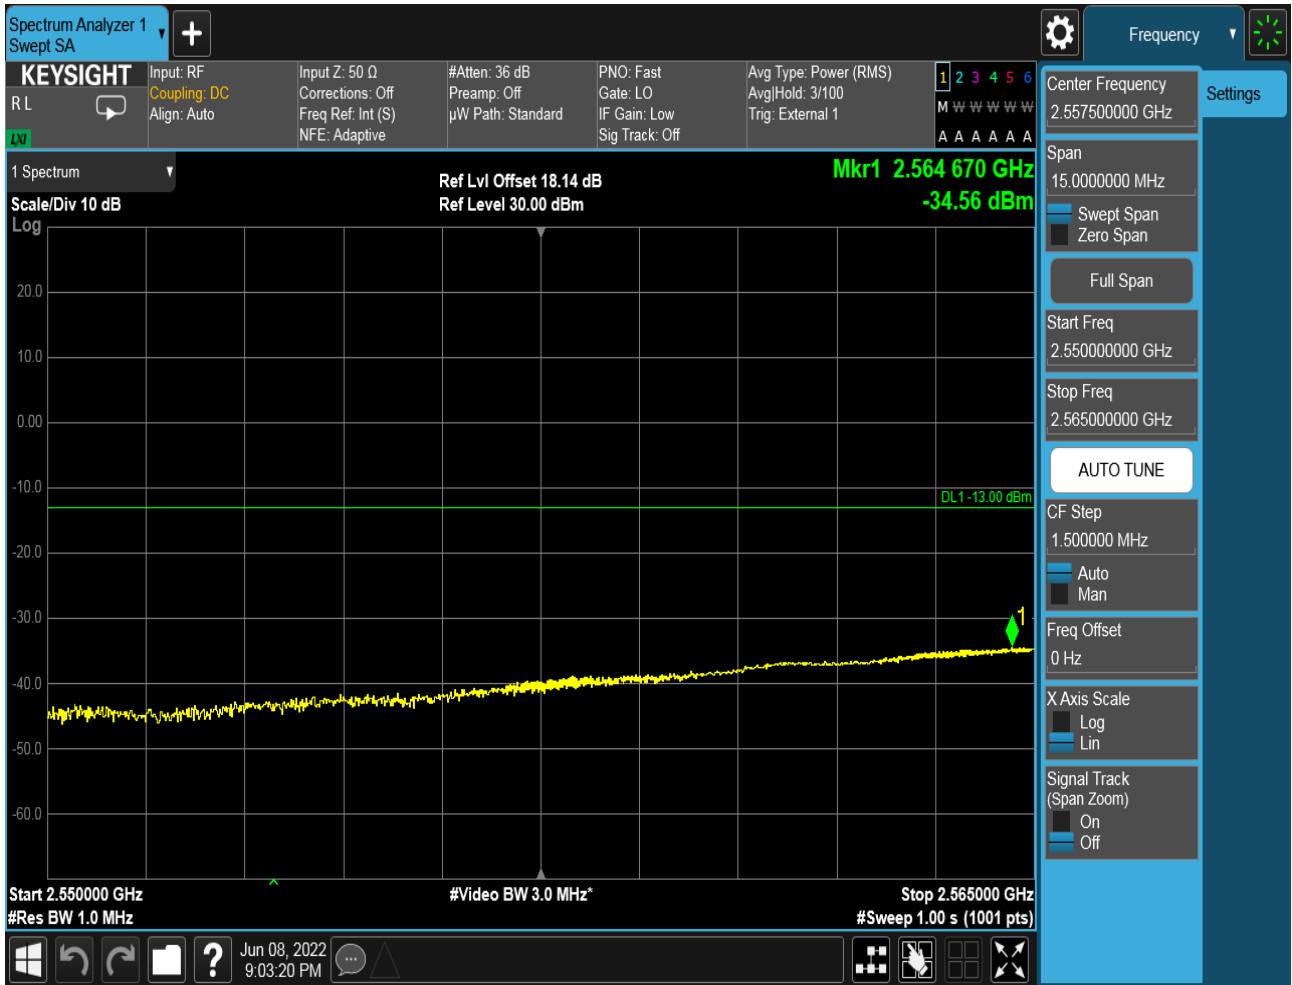 Spectrum Analyzer 1
Swept SA
Frequency
KEYSIGHT
R L
LXI
Input: RF
Coupling: DC
Align: Auto
Input Z: 50 Ω
Corrections: Off
Freq Ref: Int (S)
NFE: Adaptive
#Atten: 36 dB
Preamp: Off
µW Path: Standard
PNO: Fast
Gate: LO
IF Gain: Low
Sig Track: Off
Avg Type: Power (RMS)
Avg|Hold: 3/100
Trig: External 1
1 2 3 4 5 6
M W W W W W
A A A A A A
1 Spectrum
Scale/Div 10 dB
Log
Ref Lvl Offset 18.14 dB
Ref Level 30.00 dBm
Mkr1 2.564 670 GHz
-34.56 dBm
20.0
10.0
0.00
-10.0
-20.0
-30.0
-40.0
-50.0
-60.0
DL1 -13.00 dBm
1
Start 2.550000 GHz
#Res BW 1.0 MHz
#Video BW 3.0 MHz*
Stop 2.565000 GHz
#Sweep 1.00 s (1001 pts)
Jun 08, 2022
9:03:20 PM
Center Frequency
2.557500000 GHz
Span
15.0000000 MHz
Swept Span
Zero Span
Full Span
Start Freq
2.550000000 GHz
Stop Freq
2.565000000 GHz
AUTO TUNE
CF Step
1.500000 MHz
Auto
Man
Freq Offset
0 Hz
X Axis Scale
Log
Lin
Signal Track
(Span Zoom)
On
Off
Settings